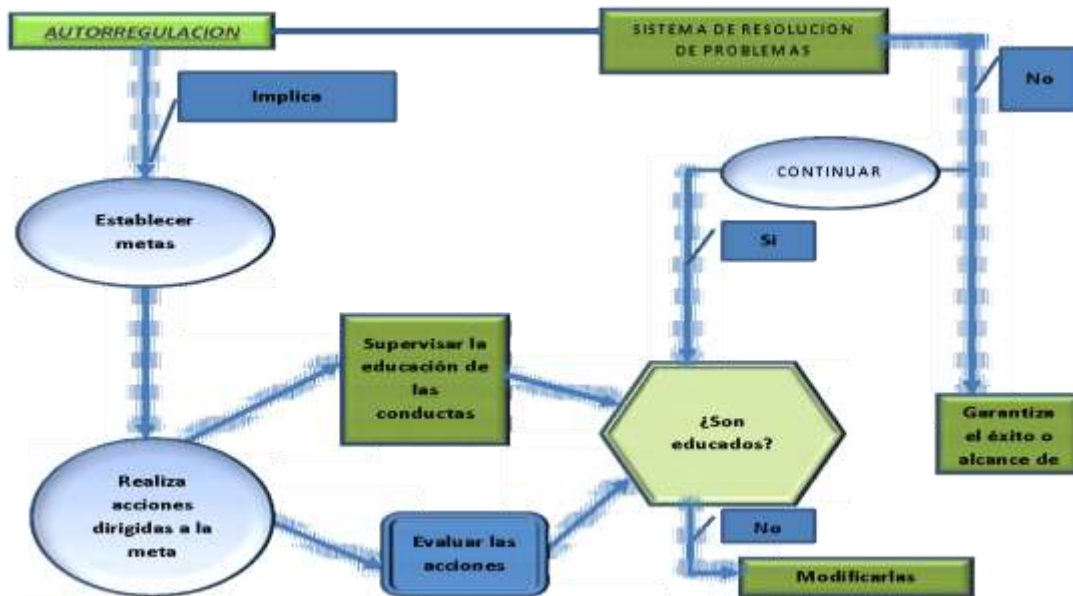 AUTORREGULACION
SISTEMA DE RESOLUCION
DE PROBLEMAS
No
Implica
CONTINUAR
Establecer
metas
Si
Supervisar la
educación de
las
conductas
¿Son
educados?
Garantiza
el éxito o
alcance de
Realiza
acciones
dirigidas a la
meta
Evaluar las
acciones
No
Modificarlas